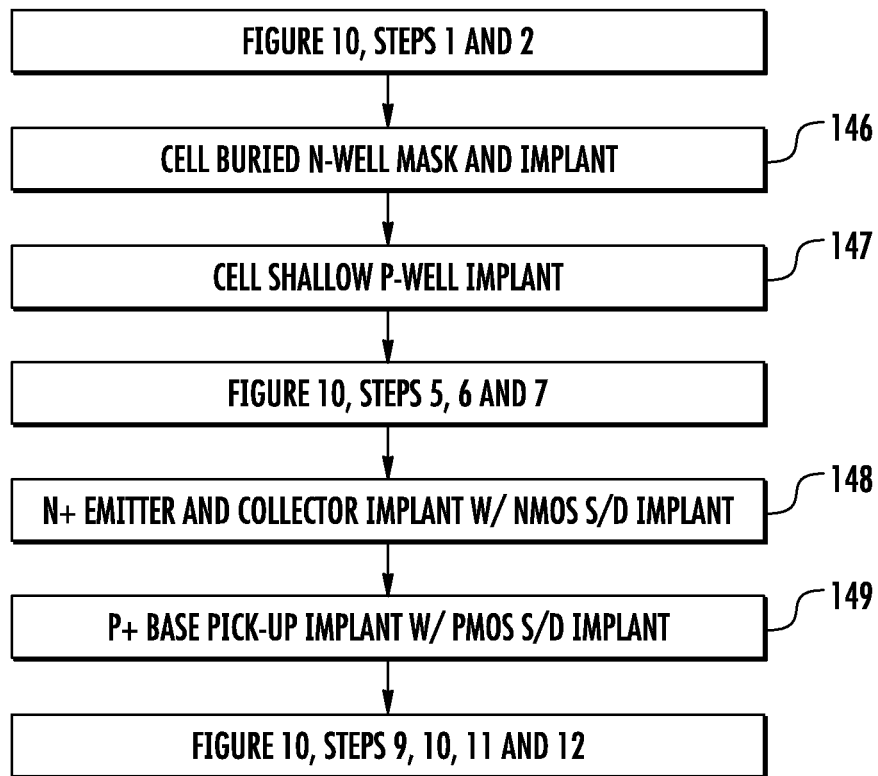 FIGURE 10, STEPS 1 AND 2
CELL BURIED N-WELL MASK AND IMPLANT
146
CELL SHALLOW P-WELL IMPLANT
147
FIGURE 10, STEPS 5, 6 AND 7
N+ EMITTER AND COLLECTOR IMPLANT W/ NMOS S/D IMPLANT
148
P+ BASE PICK-UP IMPLANT W/ PMOS S/D IMPLANT
149
FIGURE 10, STEPS 9, 10, 11 AND 12